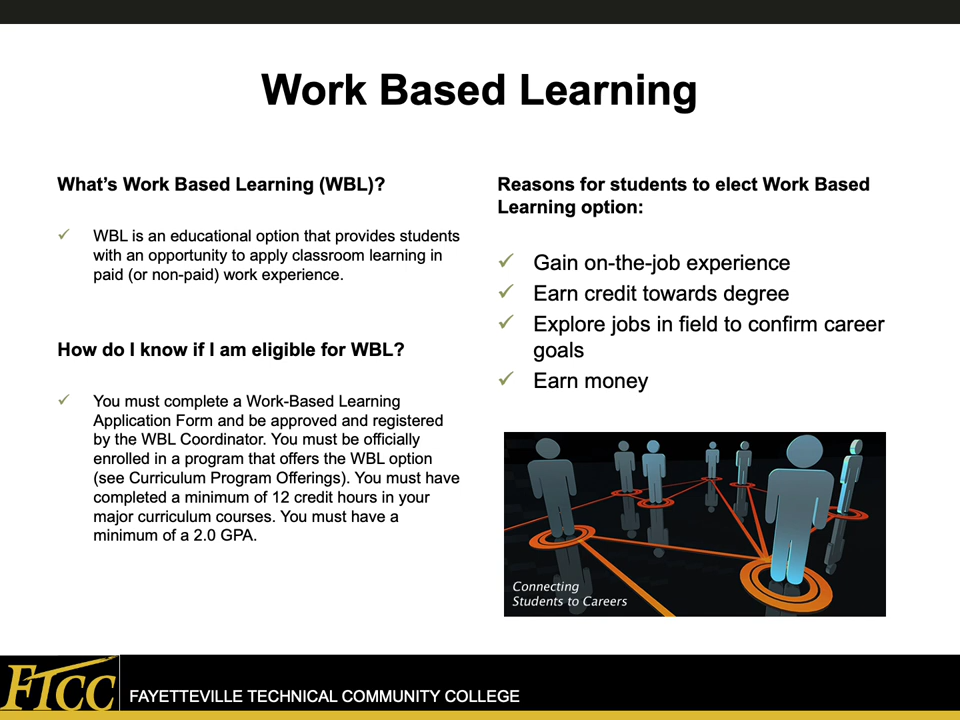 Work Based Learning
What’s Work Based Learning (WBL)?
WBL is an educational option that provides students
with an opportunity to apply classroom learning in
paid (or non-paid) work experience.
How do I know if I am eligible for WBL?
You must complete a Work-Based Learning
Application Form and be approved and registered
by the WBL Coordinator. You must be officially
enrolled in a program that offers the WBL option
(see Curriculum Program Offerings). You must have
completed a minimum of 12 credit hours in your
major curriculum courses. You must have a
minimum of a 2.0 GPA.
Reasons for students to elect Work Based
Learning option:
Gain on-the-job experience
Earn credit towards degree
Explore jobs in field to confirm career
goals
Earn money
Connecting
Students to Careers
FTCC
FAYETTEVILLE TECHNICAL COMMUNITY COLLEGE